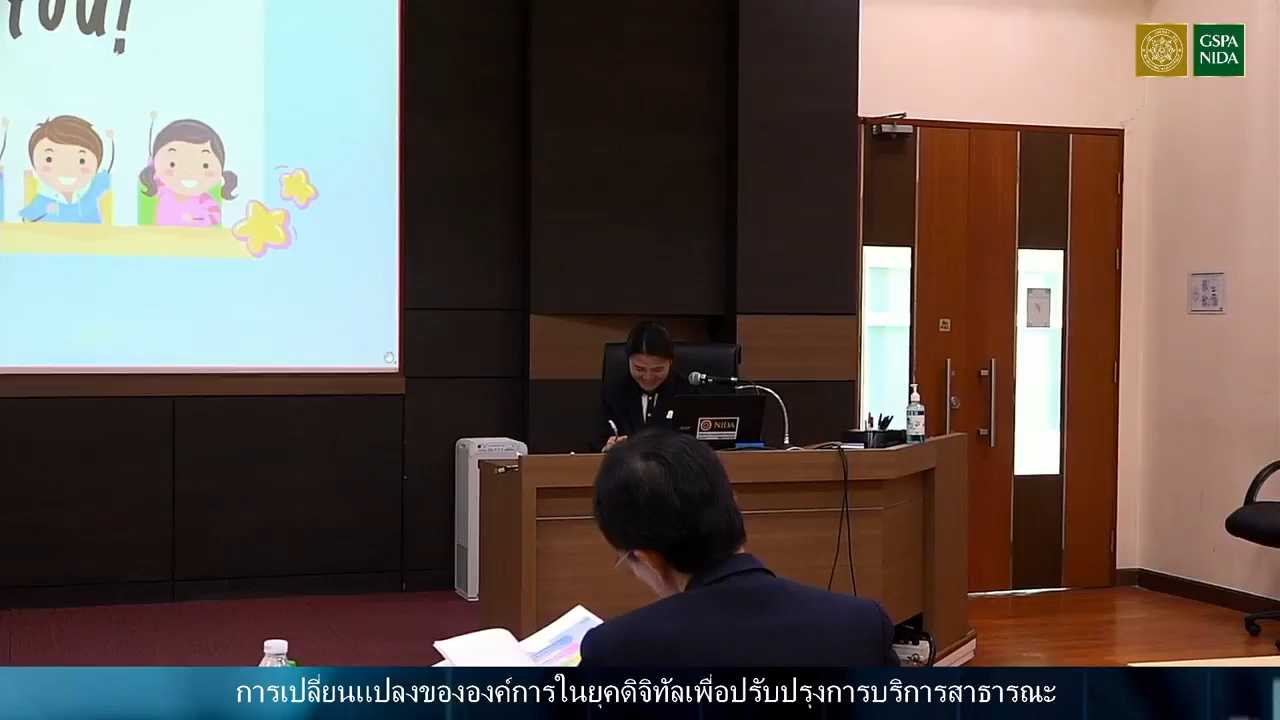 you!
GSPA
NIDA
NIDA
การเปลี่ยนแปลงขององค์การในยุคดิจิทัลเพื่อปรับปรุงการบริการสาธารณะ